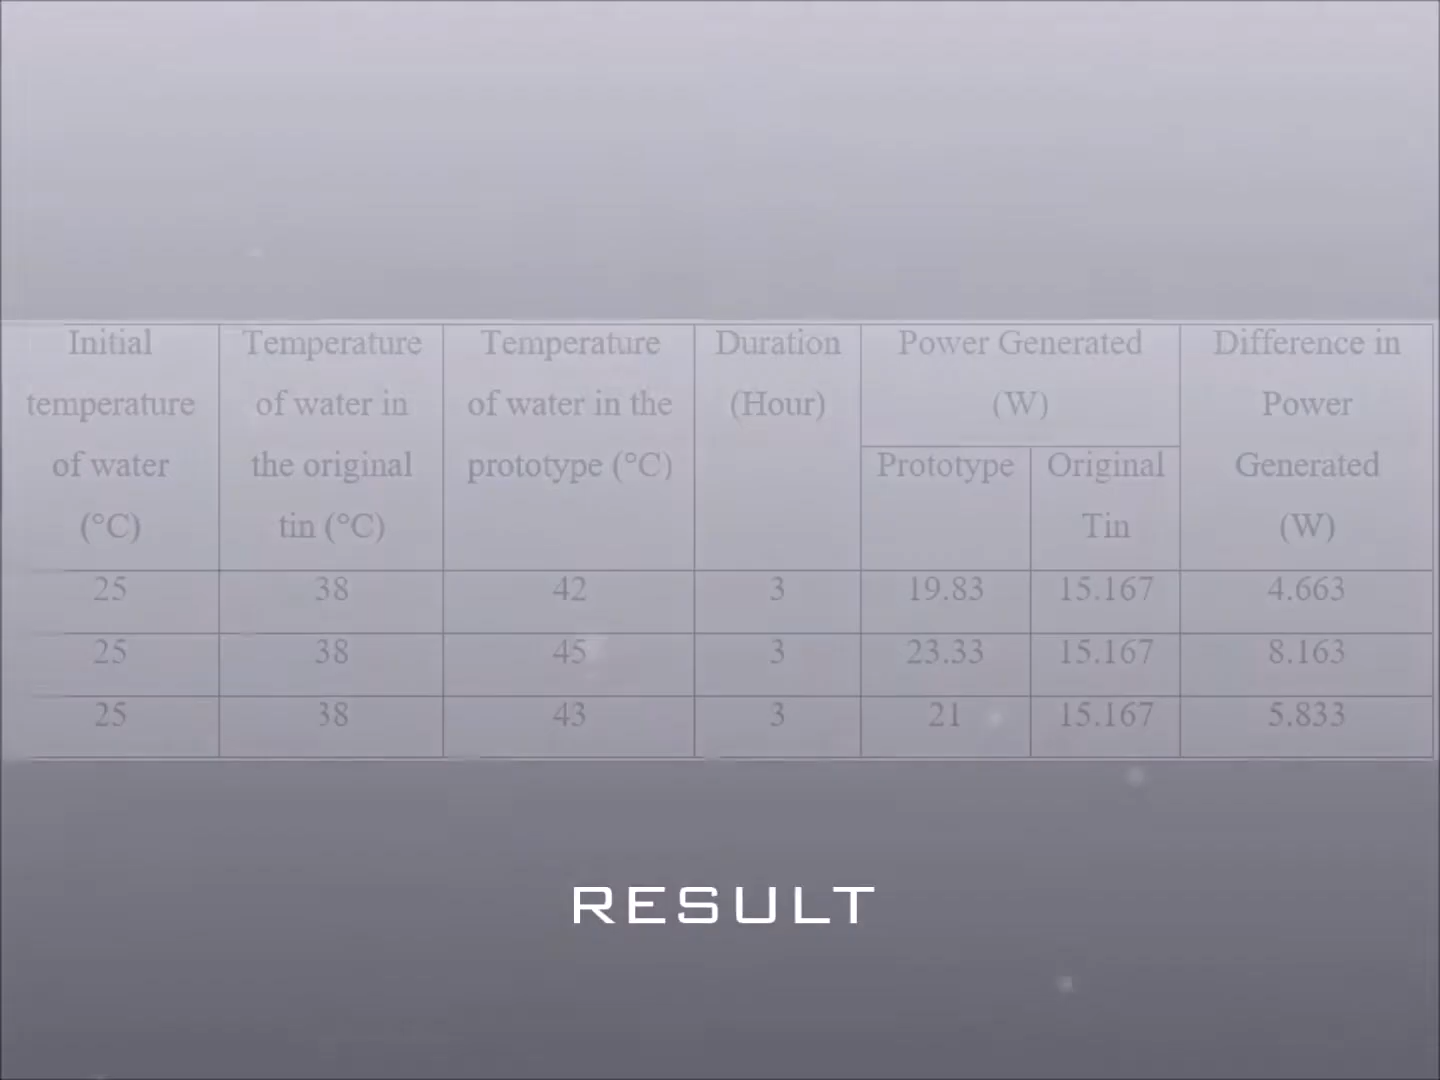 Initial temperature of water (°C) | Temperature of water in the original tin (°C) | Temperature of water in the prototype (°C) | Duration (Hour) | Power Generated (W) | Difference in Power Generated (W)
Prototype | Original Tin
25 | 38 | 42 | 3 | 19.83 | 15.167 | 4.663
25 | 38 | 45 | 3 | 23.33 | 15.167 | 8.163
25 | 38 | 43 | 3 | 21 | 15.167 | 5.833
RESULT